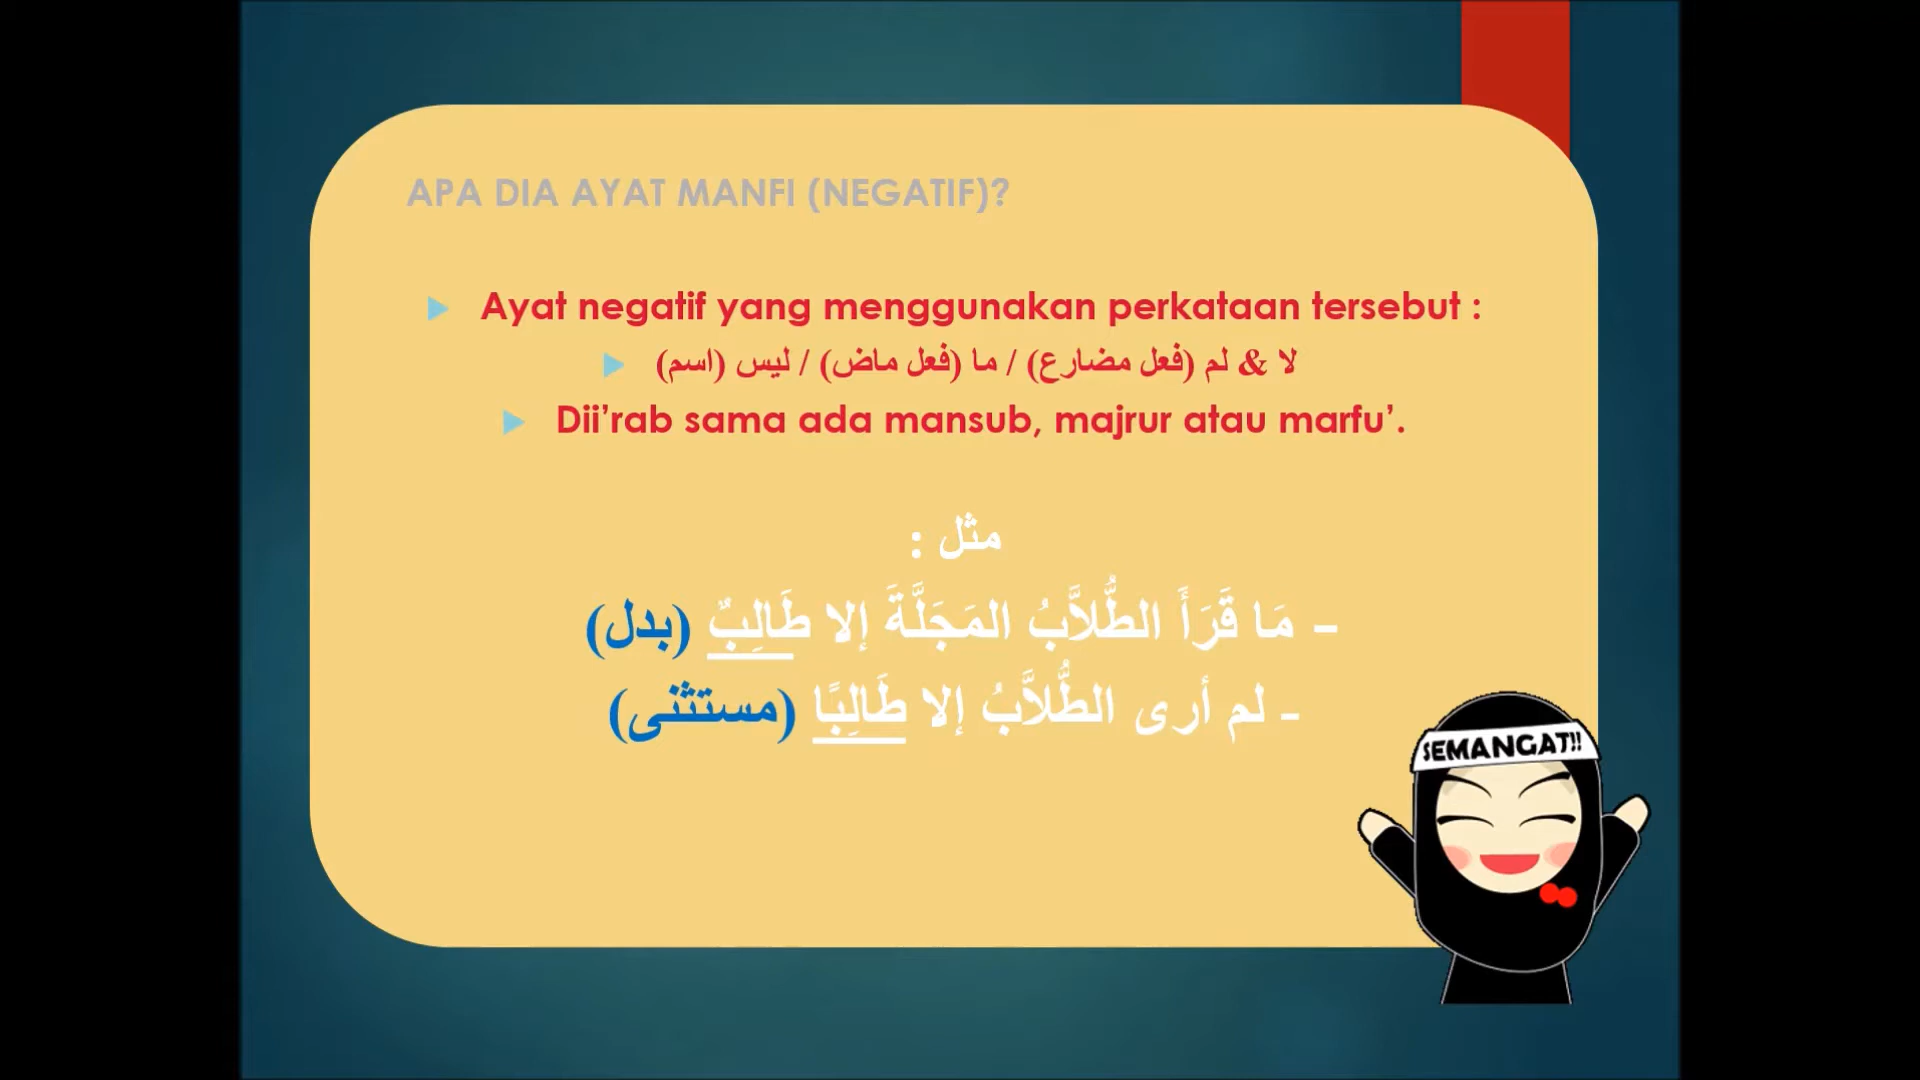 APA DIA AYAT MANFI (NEGATIF)?
Ayat negatif yang menggunakan perkataan tersebut :
لا & لم (فعل مضارع) / ما (فعل ماض) / ليس (اسم)
Dii’rab sama ada mansub, majrur atau marfu’.
مثل :
- مَا قَرَأَ الطُّلاَّبُ المَجَلَّةَ إلا طَالِبٌ (بدل)
- لم أرى الطُّلاَّبُ إلا طَالِبًا (مستثنى)
SEMANGAT!!